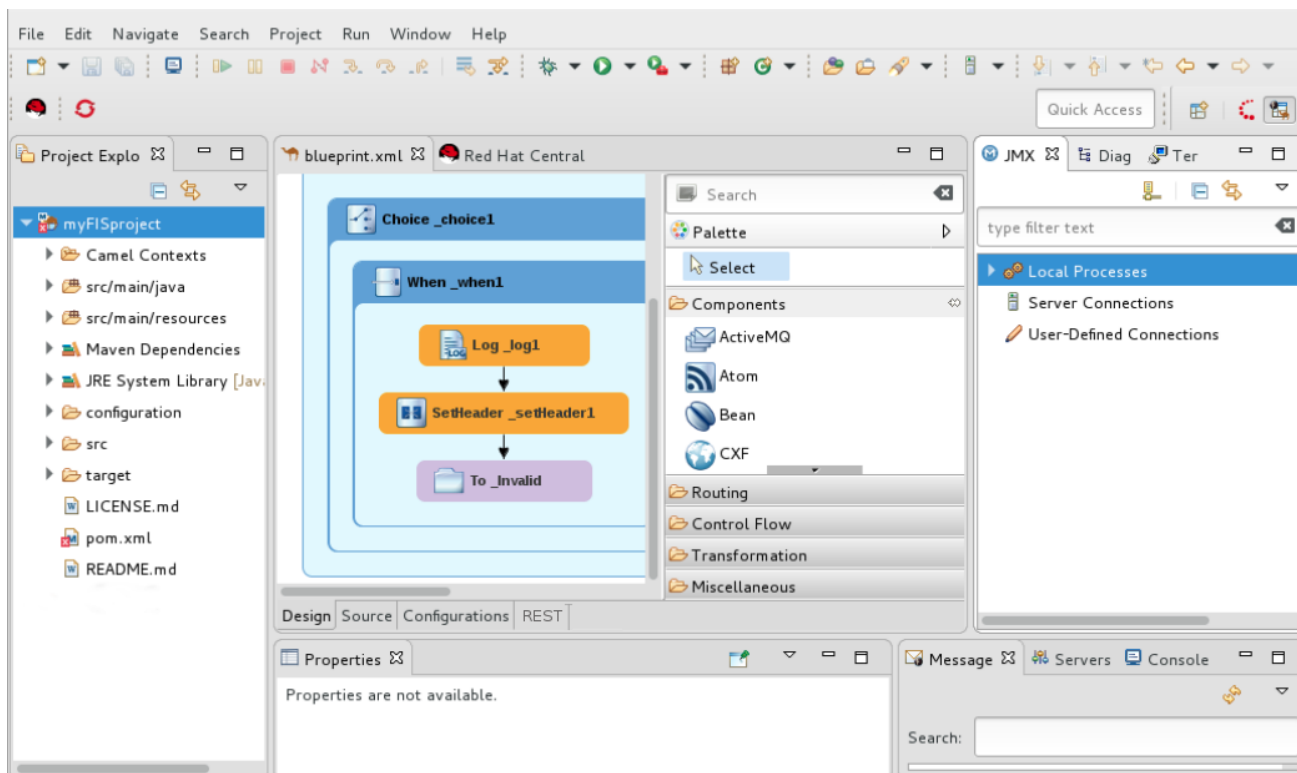 File Edit Navigate Search Project Run Window Help
Quick Access
Project Explo
blueprint.xml
Red Hat Central
JMX
Diag
Ter
myFISproject
Camel Contexts
src/main/java
src/main/resources
Maven Dependencies
JRE System Library [Java
configuration
src
target
LICENSE.md
pom.xml
README.md
Choice _choice1
When _when1
LOG
Log _log1
SetHeader _setHeader1
To _Invalid
Search
Palette
Select
Components
ActiveMQ
Atom
Bean
CXF
Routing
Control Flow
Transformation
Miscellaneous
type filter text
Local Processes
Server Connections
User-Defined Connections
Design Source Configurations REST
Properties
Properties are not available.
Message Servers Console
Search: